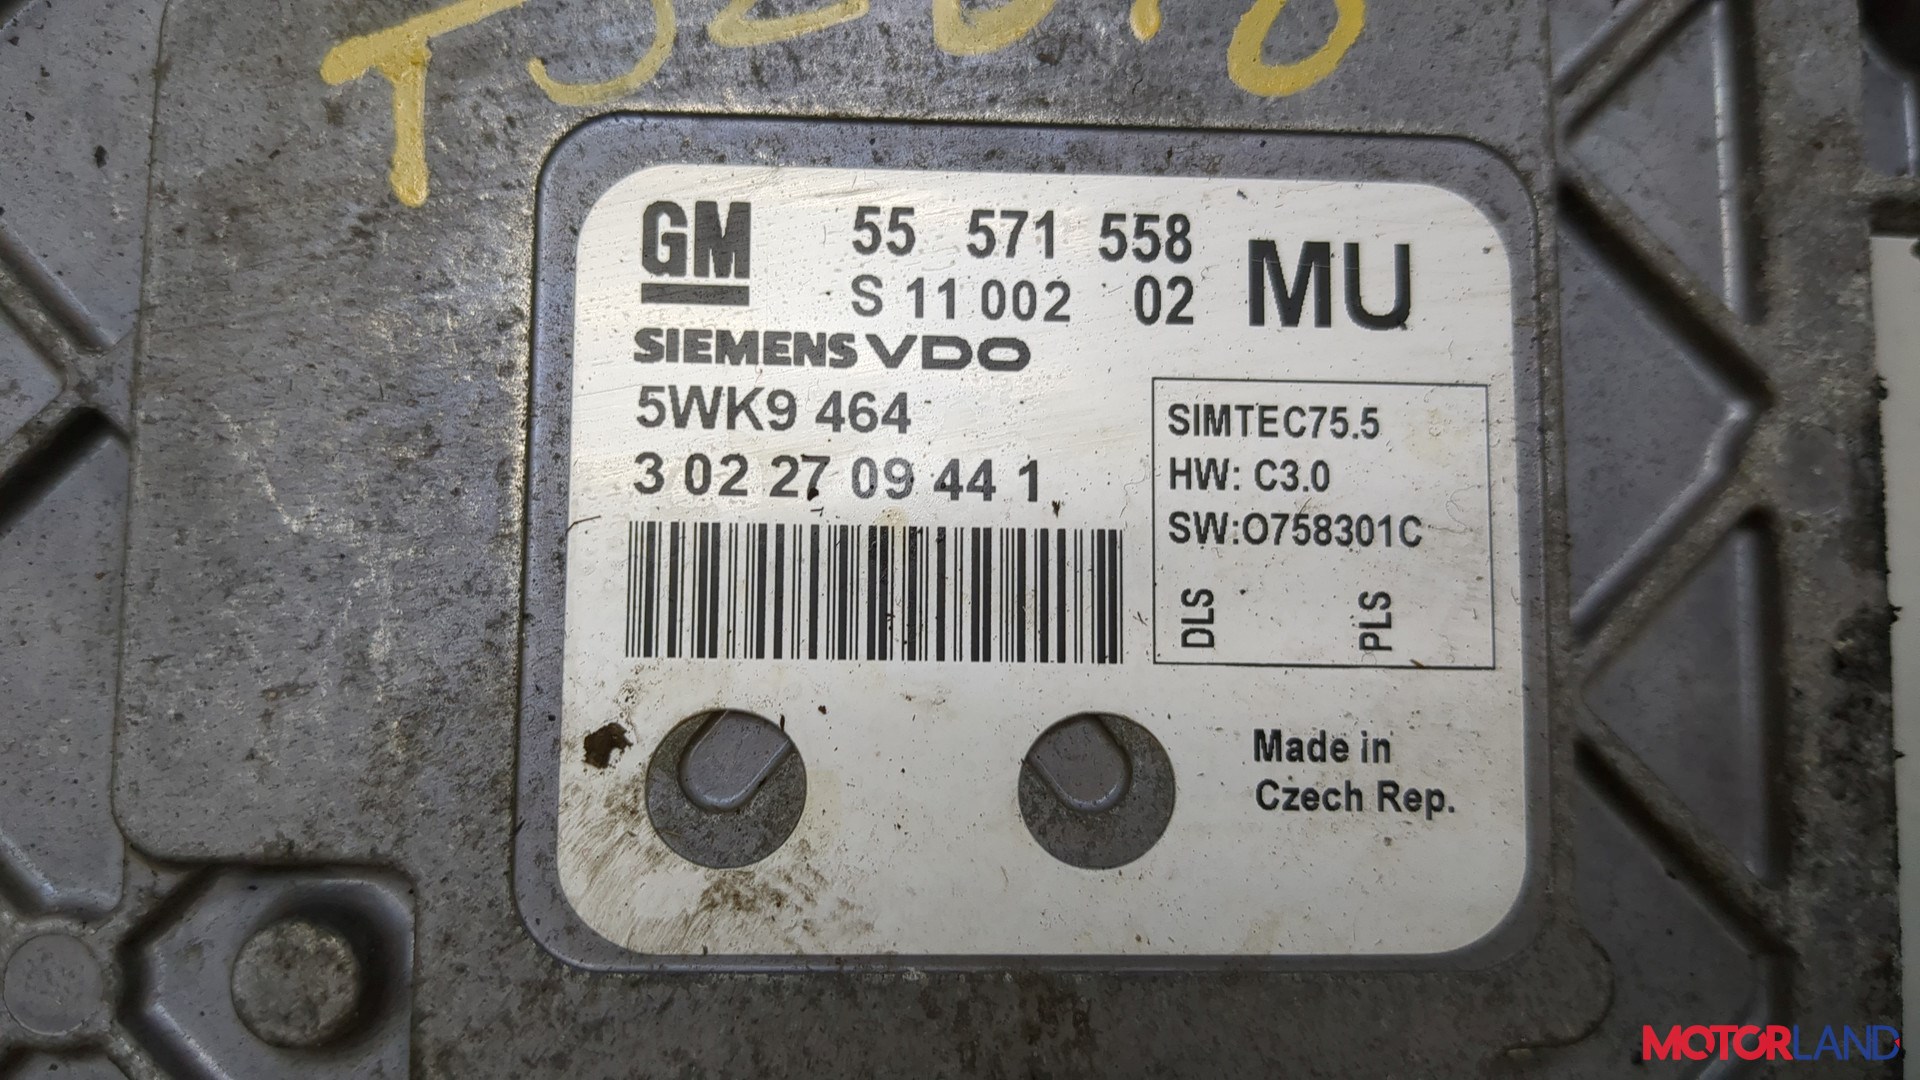 GM 55 571 558 MU
S 11 002 02
SIEMENS VDO
5WK9 464
3 02 27 09 44 1
SIMTEC75.5
HW: C3.0
SW:O758301C
DLS PLS
Made in
Czech Rep.
MOTORLAND